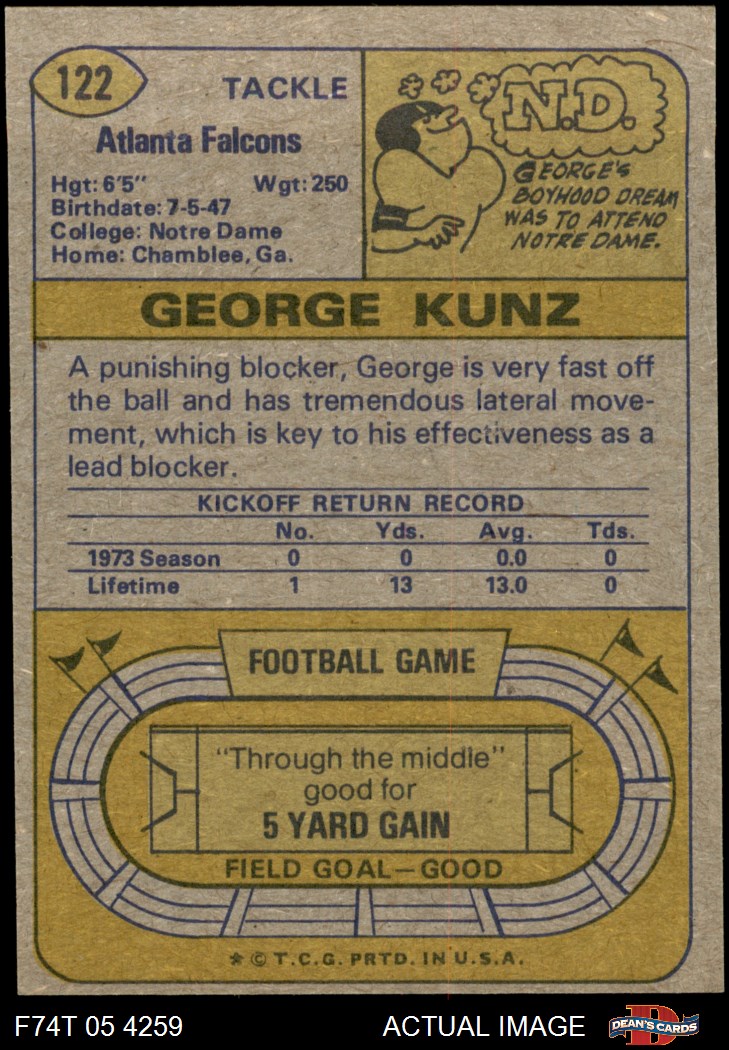 122
TACKLE
Atlanta Falcons
Hgt: 6'5" Wgt: 250
Birthdate: 7-5-47
College: Notre Dame
Home: Chamblee, Ga.
N.D.
GEORGE'S
BOYHOOD DREAM
WAS TO ATTEND
NOTRE DAME.
GEORGE KUNZ
A punishing blocker, George is very fast off
the ball and has tremendous lateral move-
ment, which is key to his effectiveness as a
lead blocker.
KICKOFF RETURN RECORD
No. Yds. Avg. Tds.
1973 Season 0 0 0.0 0
Lifetime 1 13 13.0 0
FOOTBALL GAME
"Through the middle"
good for
5 YARD GAIN
FIELD GOAL—GOOD
* © T.C.G. PRTD. IN U.S.A.
F74T 05 4259 ACTUAL IMAGE DEAN'S CARDS